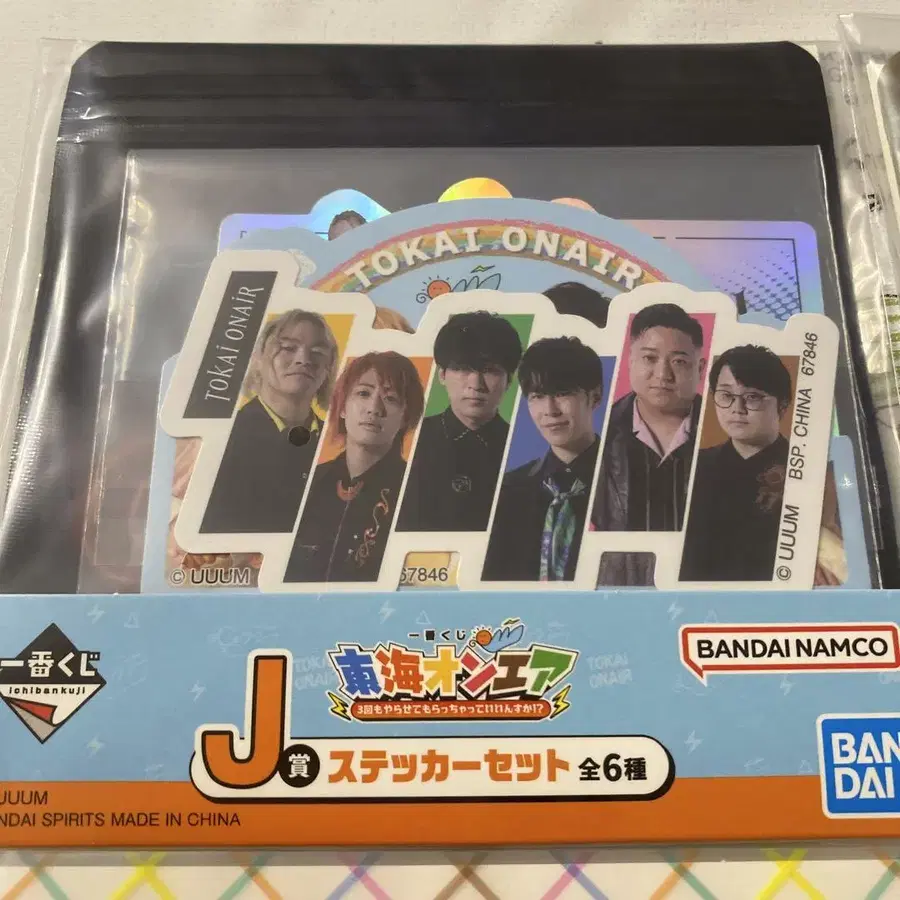 TOKAI ONAIR
TOKAI ONAIR
BSP. CHINA 67846
© UUUM
© UUUM
67846
一番くじ
ichibankuji
一番くじ
東海オンエア
3回もやらせてもらっちゃっていいんすか!?
TOKAI
ONAIR
TOKAI
ONAIR
BANDAI NAMCO
J賞 ステッカーセット 全6種
BAN
DAI
UUUM
NDAI SPIRITS MADE IN CHINA